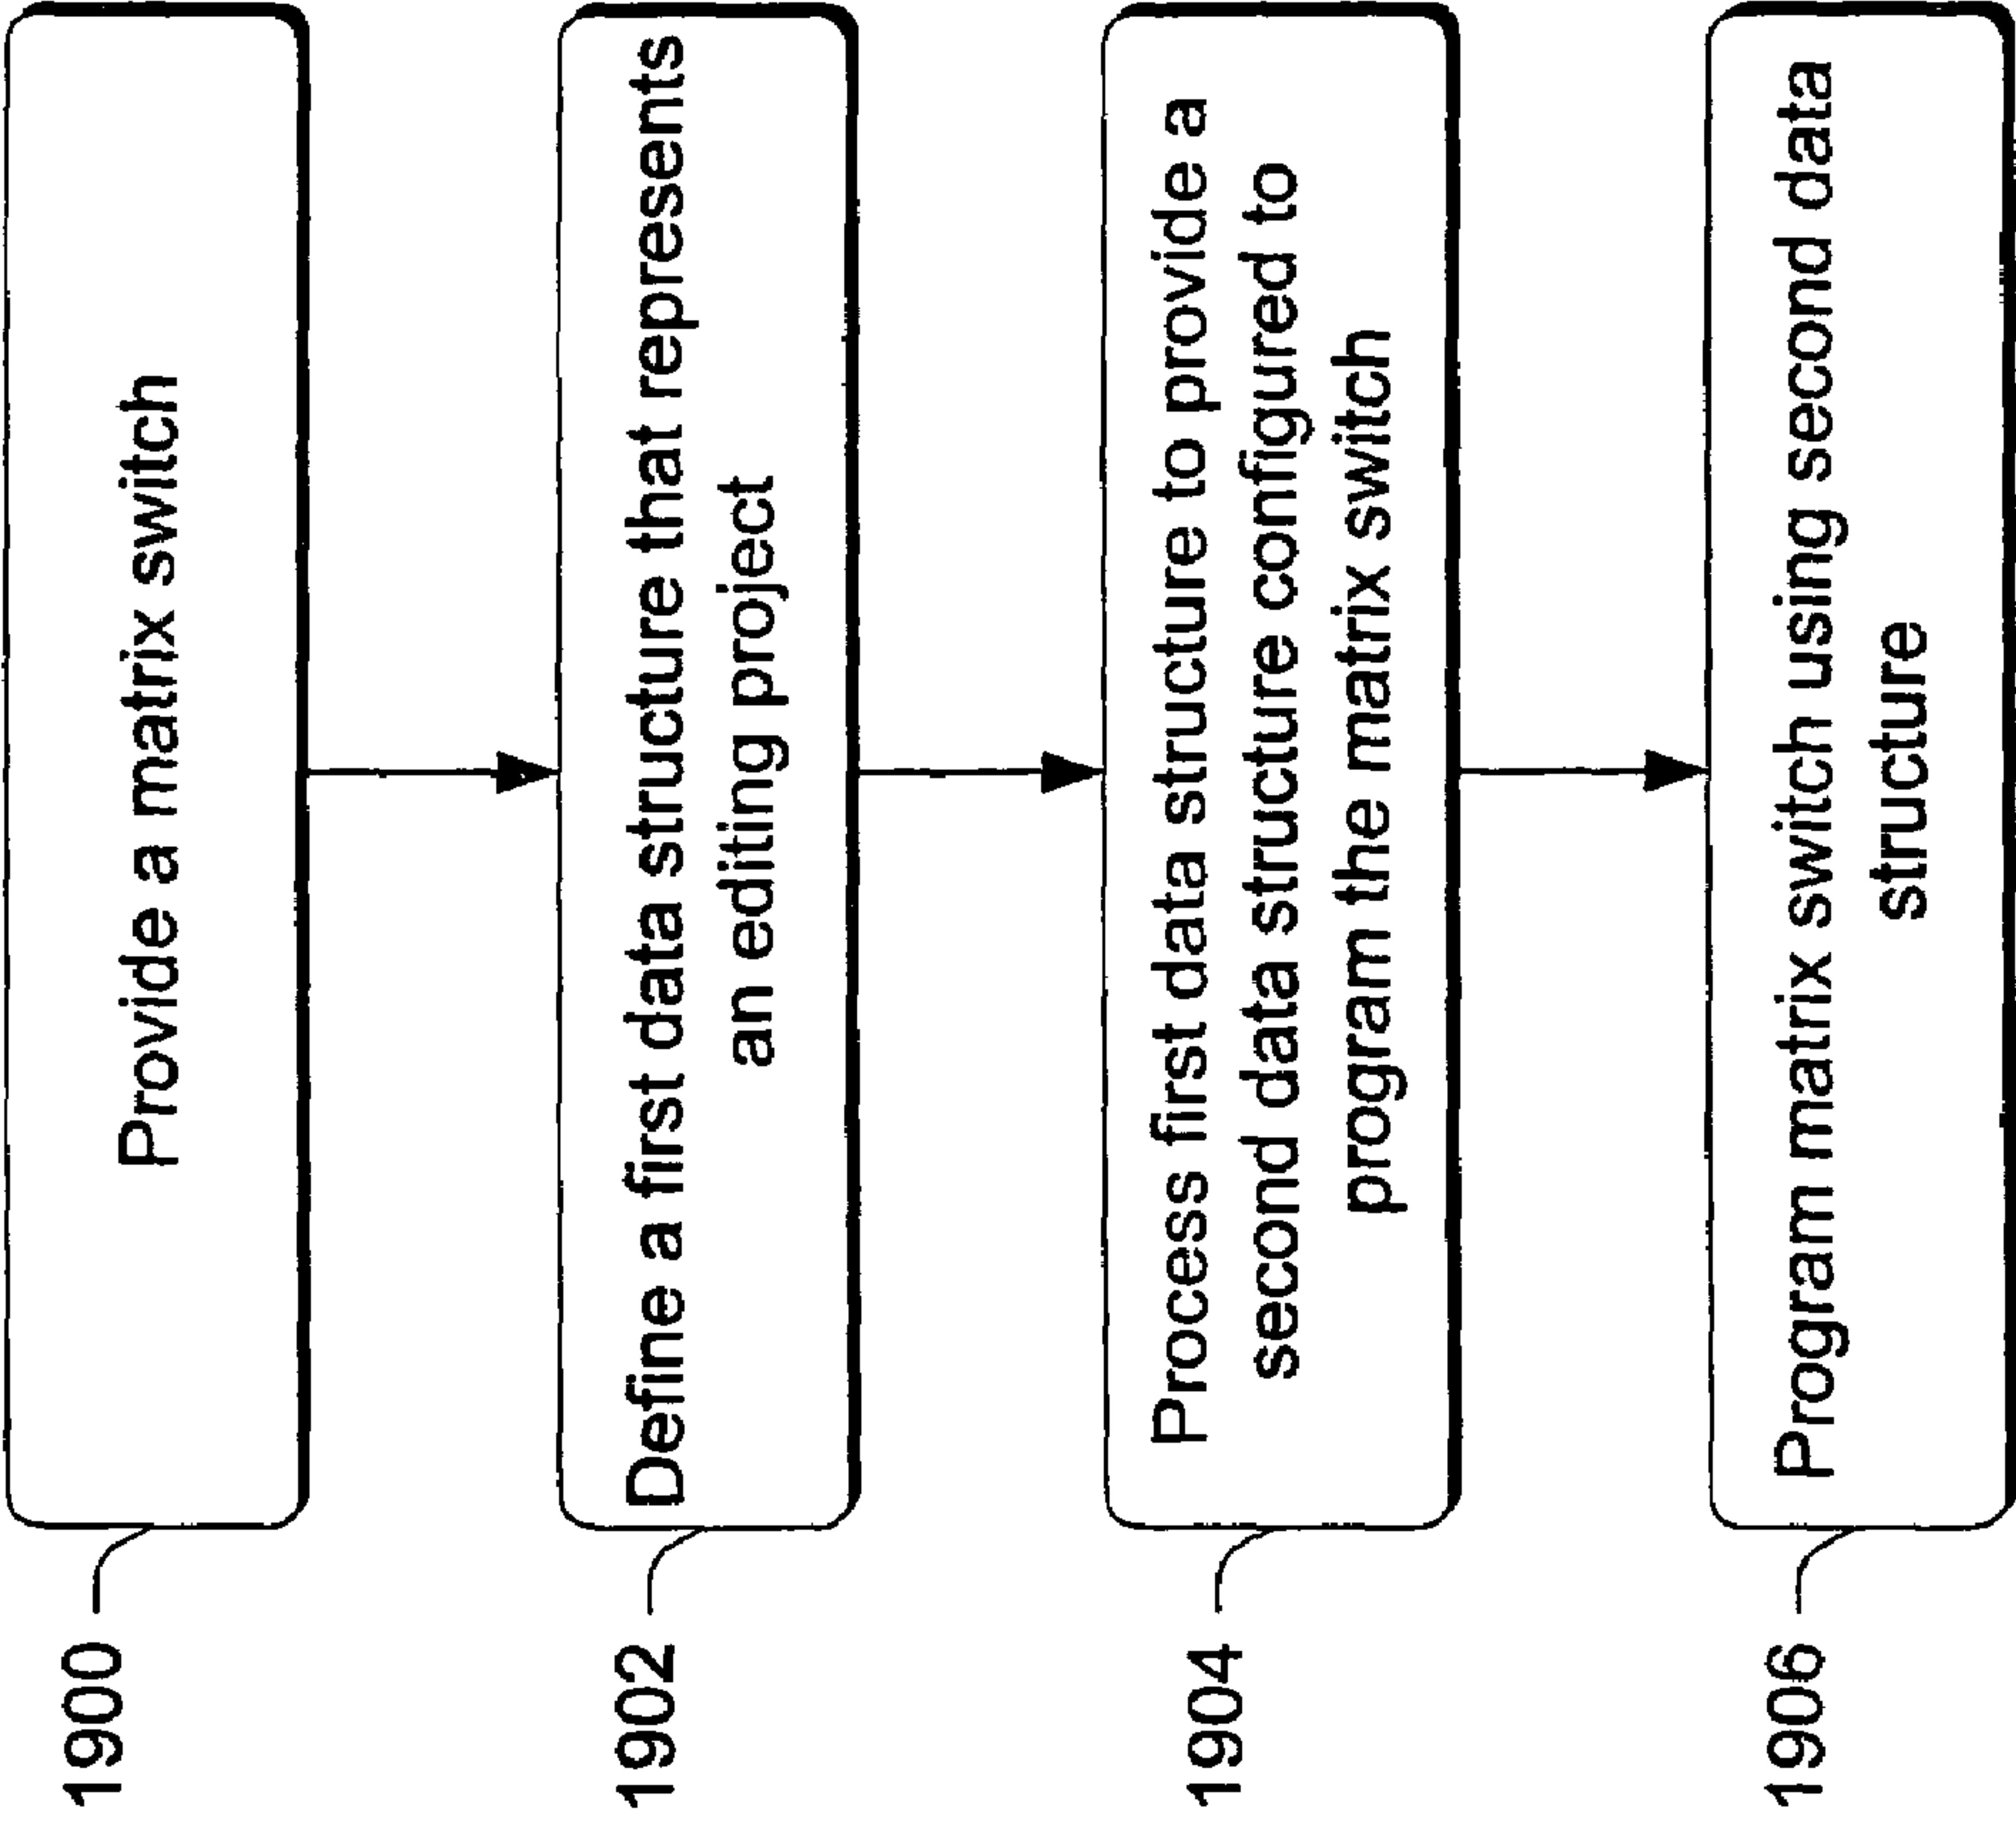 1900
Provide a matrix switch
1902
Define a first data structure that represents
an editing project
1904
Process first data structure to provide a
second data structure configured to
program the matrix switch
1906
Program matrix switch using second data
structure